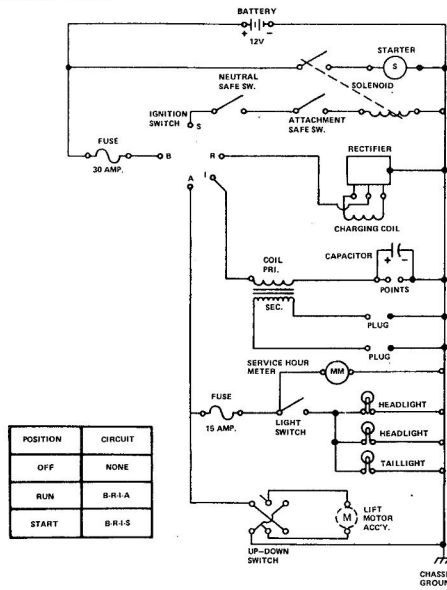 BATTERY
+ -
12V
STARTER
S
SOLENOID
NEUTRAL
SAFE SW.
IGNITION
SWITCH
S
ATTACHMENT
SAFE SW.
FUSE
30 AMP.
B
R
I
A
RECTIFIER
CHARGING COIL
COIL
PRI.
SEC.
CAPACITOR
+ -
POINTS
PLUG
PLUG
SERVICE HOUR
METER
MM
FUSE
15 AMP.
LIGHT
SWITCH
HEADLIGHT
HEADLIGHT
TAILLIGHT
POSITION CIRCUIT
OFF NONE
RUN B-R-I-A
START B-R-I-S
UP-DOWN
SWITCH
M
LIFT
MOTOR
ACC'Y.
CHASSI
GROUN